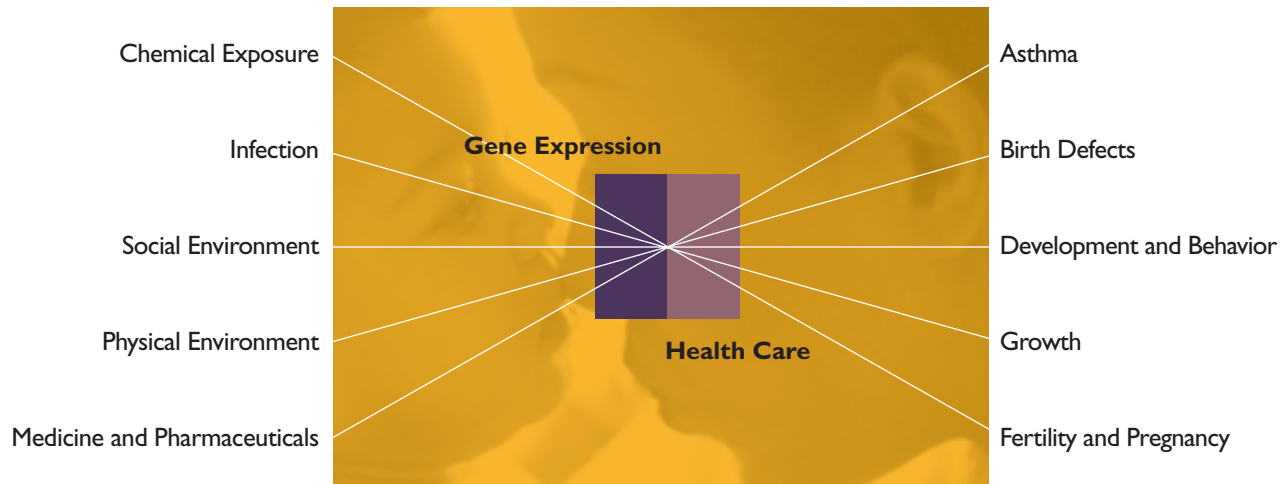 Chemical Exposure
Infection
Social Environment
Physical Environment
Medicine and Pharmaceuticals
Gene Expression
Health Care
Asthma
Birth Defects
Development and Behavior
Growth
Fertility and Pregnancy